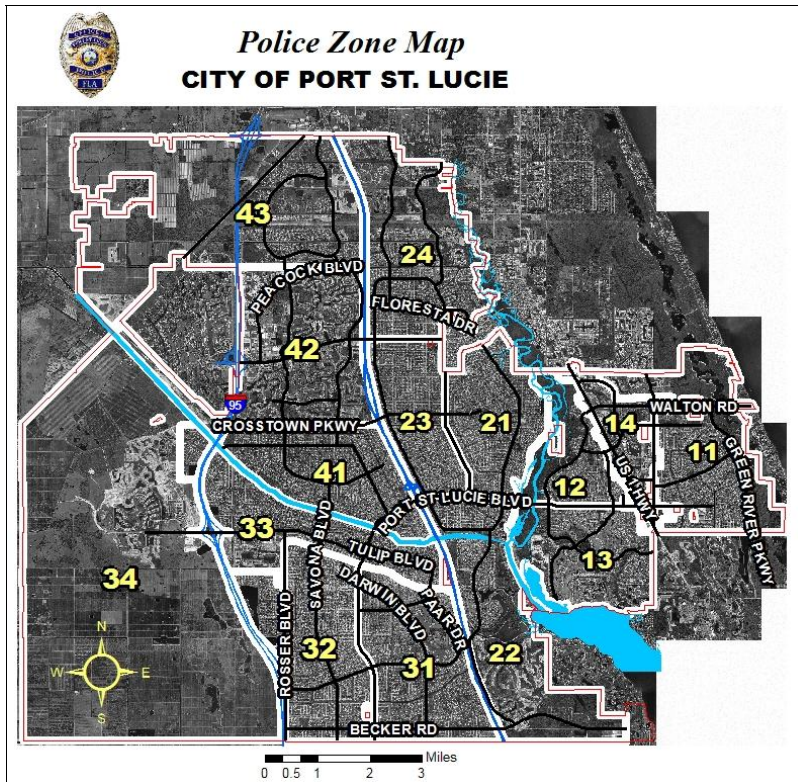 Police Zone Map
CITY OF PORT ST. LUCIE
POLICE
FLA
43
24
PEACOCK BLVD
FLORESTA DR
42
95
CROSSTOWN PKWY
23
21
14
WALTON RD
11
GREEN RIVER PKWY
US 1 HWY
12
41
PORT ST LUCIE BLVD
SAVONA BLVD
33
TULIP BLVD
13
34
DARWIN BLVD
PAAR DR
ROSSER BLVD
32
31
22
N
W
E
S
BECKER RD
Miles
0 0.5 1 2 3